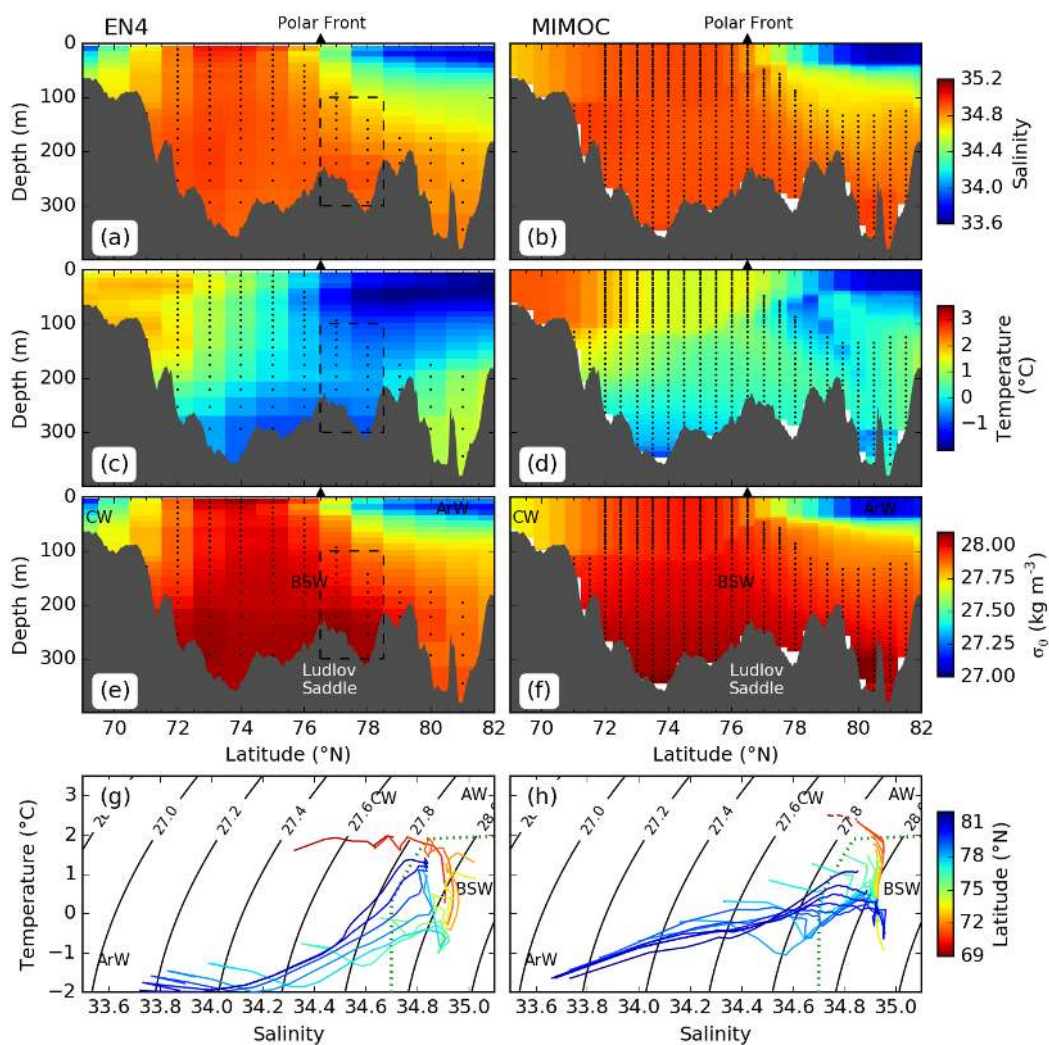 EN4
Polar Front
MIMOC
Polar Front
0
100
200
300
Depth (m)
(a)
(b)
35.2
34.8
34.4
34.0
33.6
Salinity
0
100
200
300
Depth (m)
(c)
(d)
3
2
1
0
−1
Temperature
(°C)
0
100
200
300
Depth (m)
CW
ArW
BSW
Ludlov
Saddle
(e)
CW
ArW
BSW
Ludlov
Saddle
(f)
28.00
27.75
27.50
27.25
27.00
σθ (kg m−3)
70 72 74 76 78 80 82
70 72 74 76 78 80 82
Latitude (°N)
Latitude (°N)
3
2
1
0
−1
−2
Temperature (°C)
(g)
CW
AW
BSW
ArW
27.0
27.2
27.4
27.6
27.8
(h)
CW
AW
BSW
ArW
27.0
27.2
27.4
27.6
27.8
81
78
75
72
69
Latitude (°N)
33.6 33.8 34.0 34.2 34.4 34.6 34.8 35.0
33.6 33.8 34.0 34.2 34.4 34.6 34.8 35.0
Salinity
Salinity